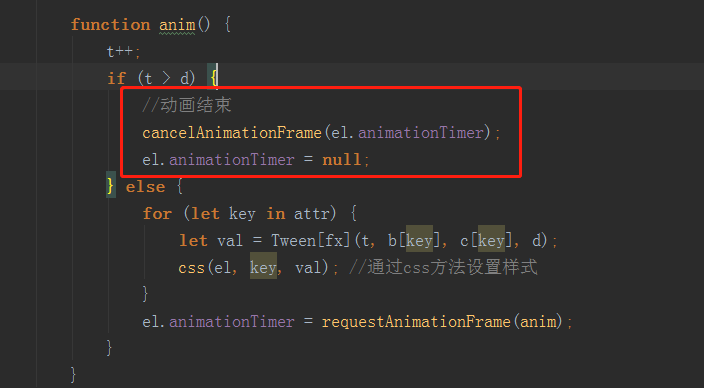 function anim() {
t++;
if (t > d) {
//动画结束
cancelAnimationFrame(el.animationTimer);
el.animationTimer = null;
} else {
for (let key in attr) {
let val = Tween[fx](t, b[key], c[key], d);
css(el, key, val); //通过css方法设置样式
}
el.animationTimer = requestAnimationFrame(anim);
}
}